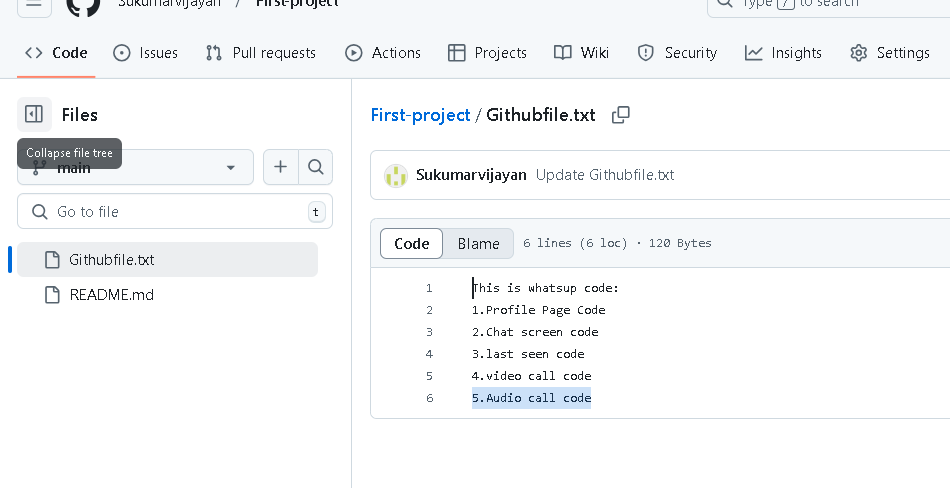 Sukumarvijayan / First-project
Type / to search
Code
Issues
Pull requests
Actions
Projects
Wiki
Security
Insights
Settings
Files
Collapse file tree
main
Go to file
t
Githubfile.txt
README.md
First-project / Githubfile.txt
Sukumarvijayan Update Githubfile.txt
Code Blame 6 lines (6 loc) · 120 Bytes
1 This is whatsup code:
2 1.Profile Page Code
3 2.Chat screen code
4 3.last seen code
5 4.video call code
6 5.Audio call code